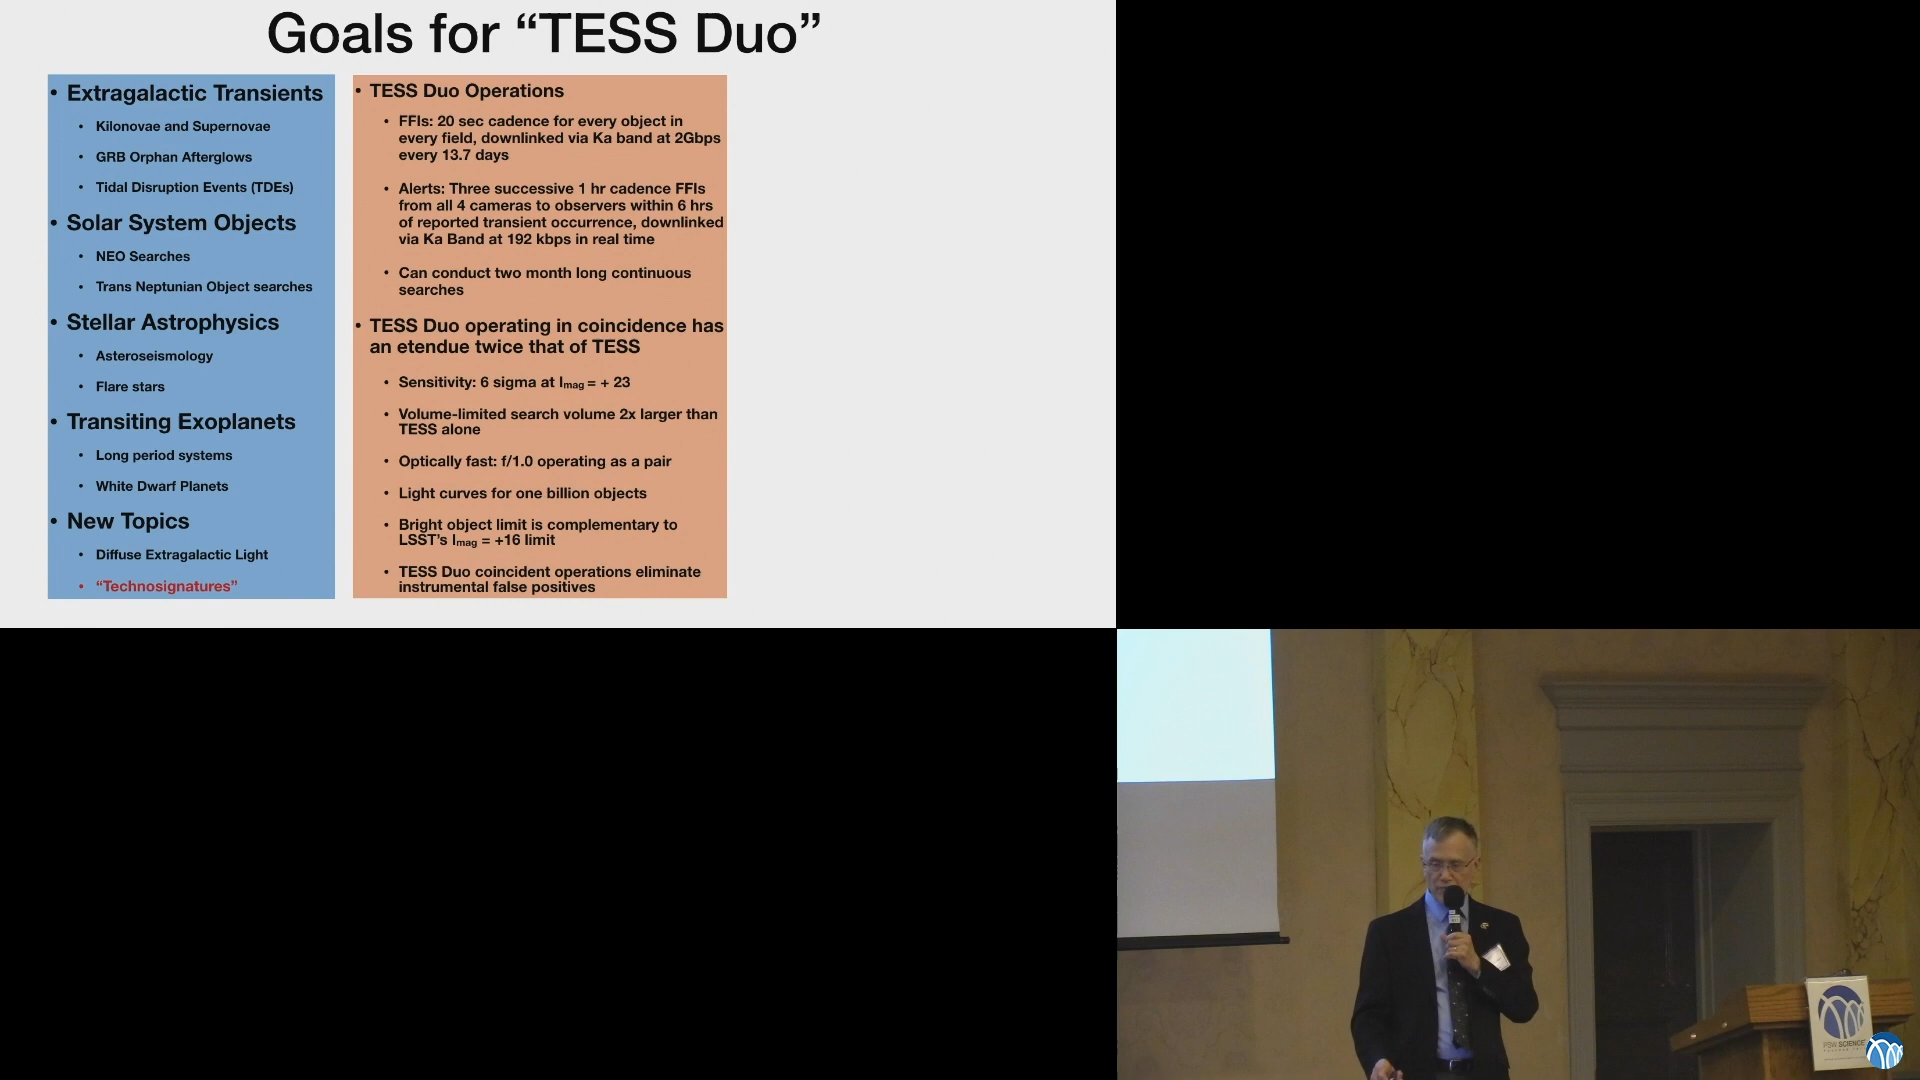 Goals for “TESS Duo”
• Extragalactic Transients
• Kilonovae and Supernovae
• GRB Orphan Afterglows
• Tidal Disruption Events (TDEs)
• Solar System Objects
• NEO Searches
• Trans Neptunian Object searches
• Stellar Astrophysics
• Asteroseismology
• Flare stars
• Transiting Exoplanets
• Long period systems
• White Dwarf Planets
• New Topics
• Diffuse Extragalactic Light
• “Technosignatures”
• TESS Duo Operations
• FFIs: 20 sec cadence for every object in
every field, downlinked via Ka band at 2Gbps
every 13.7 days
• Alerts: Three successive 1 hr cadence FFIs
from all 4 cameras to observers within 6 hrs
of reported transient occurrence, downlinked
via Ka Band at 192 kbps in real time
• Can conduct two month long continuous
searches
• TESS Duo operating in coincidence has
an etendue twice that of TESS
• Sensitivity: 6 sigma at Imag = + 23
• Volume-limited search volume 2x larger than
TESS alone
• Optically fast: f/1.0 operating as a pair
• Light curves for one billion objects
• Bright object limit is complementary to
LSST’s Imag = +16 limit
• TESS Duo coincident operations eliminate
instrumental false positives
PSW SCIENCE